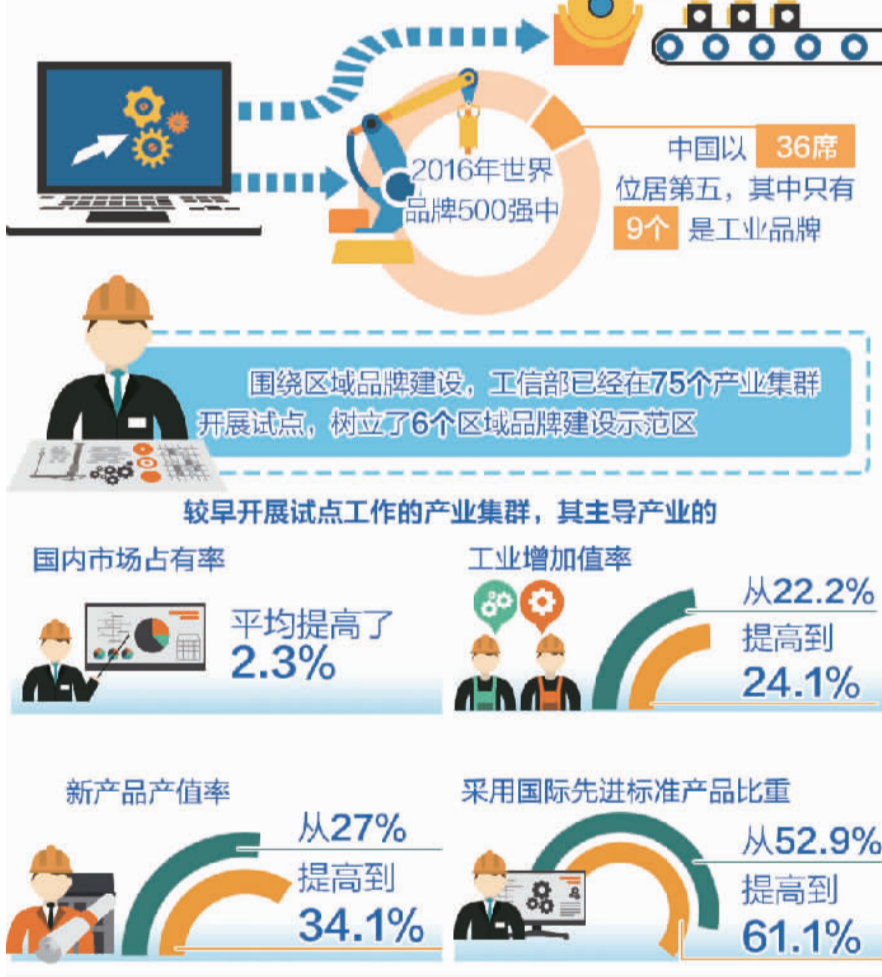 2016年世界
品牌500强中
中国以 36席
位居第五，其中只有
9个 是工业品牌
围绕区域品牌建设，工信部已经在75个产业集群
开展试点，树立了6个区域品牌建设示范区
较早开展试点工作的产业集群，其主导产业的
国内市场占有率
平均提高了
2.3%
工业增加值率
从22.2%
提高到
24.1%
新产品产值率
从27%
提高到
34.1%
采用国际先进标准产品比重
从52.9%
提高到
61.1%